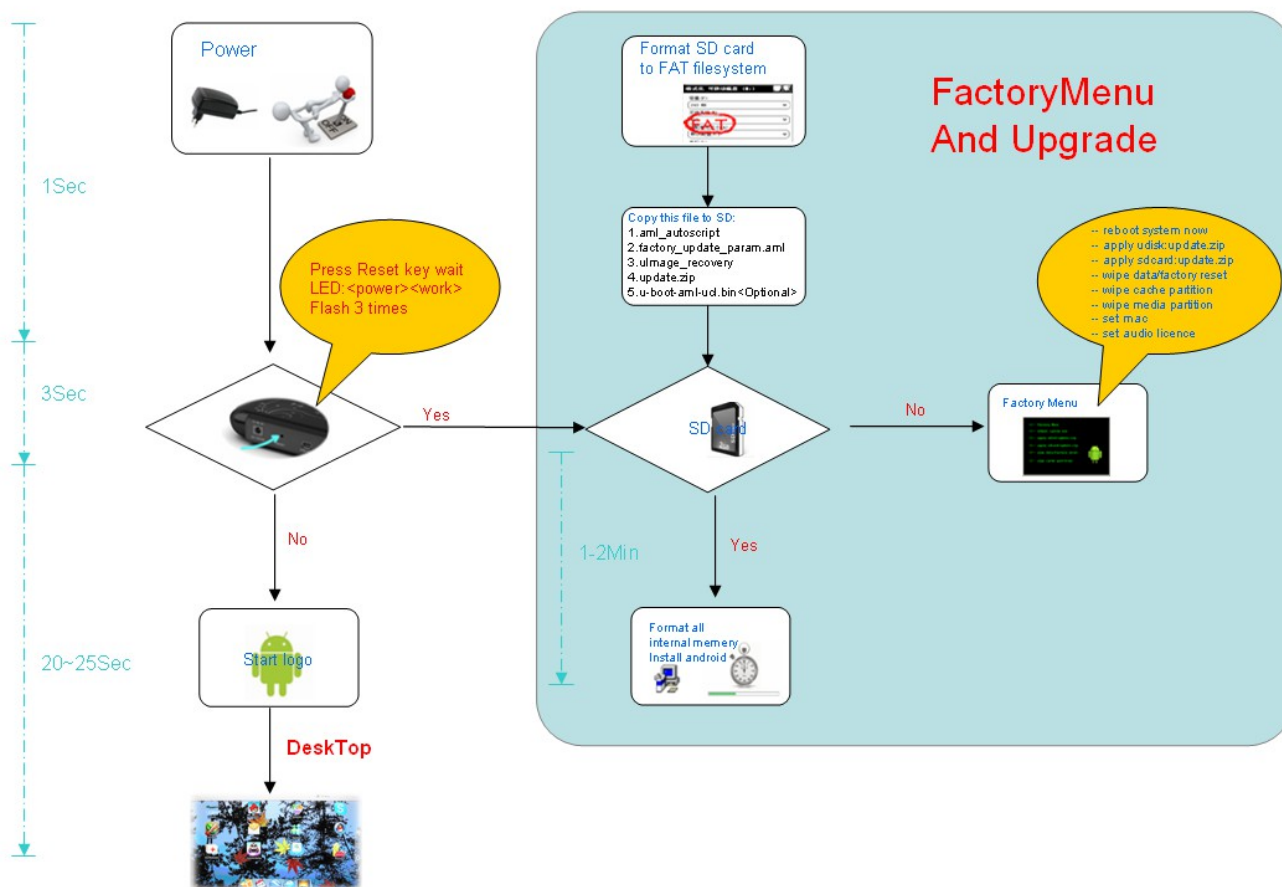 Power
Format SD card
to FAT filesystem
FAT
FactoryMenu
And Upgrade
1Sec
Press Reset key wait
LED:<power><work>
Flash 3 times
Copy this file to SD:
1.aml_autoscript
2.factory_update_param.aml
3.uImage_recovery
4.update.zip
5.u-boot-aml-ucl.bin<Optional>
-- reboot system now
-- apply udisk:update.zip
-- apply sdcard:update.zip
-- wipe data/factory reset
-- wipe cache partition
-- wipe media partition
-- set mac
-- set audio licence
3Sec
Yes
SD card
No
Factory Menu
No
1-2Min
Yes
20~25Sec
Start logo
Format all
internal memery
Install android
DeskTop